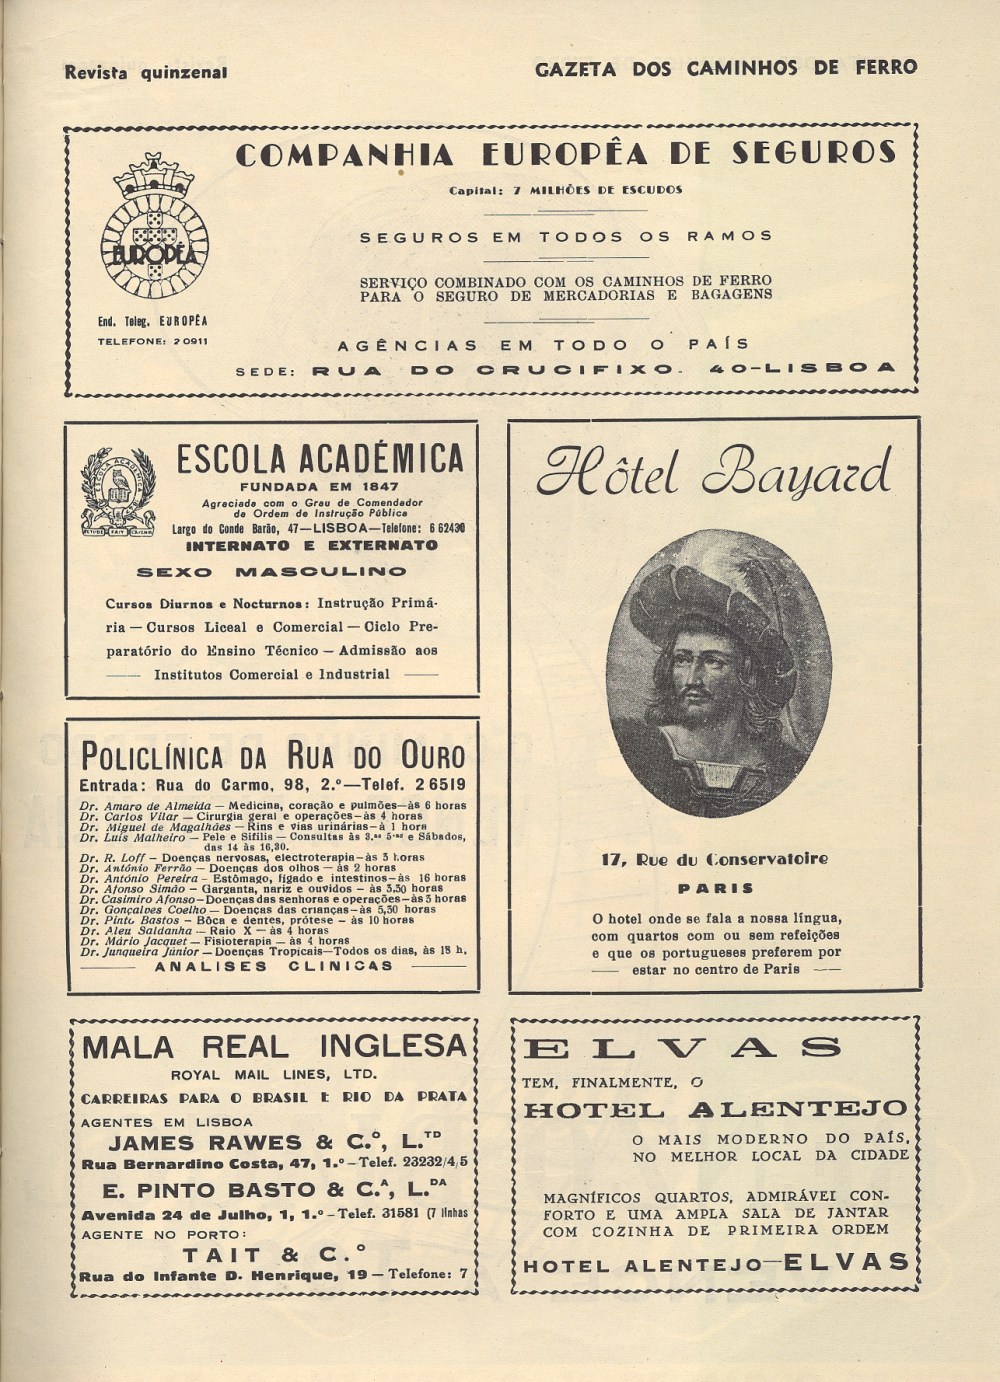 Revista quinzenal
GAZETA DOS CAMINHOS DE FERRO
COMPANHIA EUROPÊA DE SEGUROS
Capital: 7 MILHÕES DE ESCUDOS
SEGUROS EM TODOS OS RAMOS
SERVIÇO COMBINADO COM OS CAMINHOS DE FERRO
PARA O SEGURO DE MERCADORIAS E BAGAGENS
AGÊNCIAS EM TODO O PAÍS
SEDE: RUA DO CRUCIFIXO. 40-LISBOA
EUROPÊA
End. Teleg. EUROPÊA
TELEFONE: 2 0911
ESCOLA ACADÉMICA
FUNDADA EM 1847
Agraciada com o Grau de Comendador
da Ordem de Instrução Pública
Largo do Conde Barão, 47—LISBOA—Telefone: 6 62430
INTERNATO E EXTERNATO
SEXO MASCULINO
Cursos Diurnos e Nocturnos: Instrução Primá-
ria — Cursos Liceal e Comercial — Ciclo Pre-
paratório do Ensino Técnico — Admissão aos
Institutos Comercial e Industrial
ESCOLA ACADÉMICA
POLICLÍNICA DA RUA DO OURO
Entrada: Rua do Carmo, 98, 2.º—Telef. 2 6519
Dr. Amaro de Almeida — Medicina, coração e pulmões—às 6 horas
Dr. Carlos Vilar — Cirurgia geral e operações—às 4 horas
Dr. Miguel de Magalhães — Rins e vias urinárias—à 1 hora
Dr. Luís Malheiro — Pele e Sífilis — Consultas às 3.ªs 5.ªs e Sábados,
das 14 às 16,30.
Dr. R. Loff — Doenças nervosas, electroterapia—às 3 horas
Dr. António Ferrão — Doenças dos olhos — às 2 horas
Dr. António Pereira — Estômago, fígado e intestinos—às 16 horas
Dr. Afonso Simão — Garganta, nariz e ouvidos — às 3,30 horas
Dr. Casimiro Afonso—Doenças das senhoras e operações—às 3 horas
Dr. Gonçalves Coelho — Doenças das crianças—às 5,30 horas
Dr. Pinto Bastos — Bôca e dentes, prótese — às 10 horas
Dr. Aleu Saldanha — Raio X — às 4 horas
Dr. Mário Jacquet — Fisioterapia — às 4 horas
Dr. Junqueira Júnior—Doenças Tropicais—Todos os dias, às 15 h.
ANALISES CLINICAS
Hôtel Bayard
17, Rue du Conservatoire
PARIS
O hotel onde se fala a nossa língua,
com quartos com ou sem refeições
e que os portugueses preferem por
estar no centro de Paris
MALA REAL INGLESA
ROYAL MAIL LINES, LTD.
CARREIRAS PARA O BRASIL E RIO DA PRATA
AGENTES EM LISBOA
JAMES RAWES & C.º, L.TD
Rua Bernardino Costa, 47, 1.º – Telef. 23232/4,5
E. PINTO BASTO & C.ᴬ, L.DA
Avenida 24 de Julho, 1, 1.º – Telef. 31581 (7 linhas
AGENTE NO PORTO:
TAIT & C.º
Rua do Infante D. Henrique, 19 — Telefone: 7
ELVAS
TEM, FINALMENTE, O
HOTEL ALENTEJO
O MAIS MODERNO DO PAÍS,
NO MELHOR LOCAL DA CIDADE
MAGNÍFICOS QUARTOS, ADMIRÁVEI CON-
FORTO E UMA AMPLA SALA DE JANTAR
COM COZINHA DE PRIMEIRA ORDEM
HOTEL ALENTEJO—ELVAS